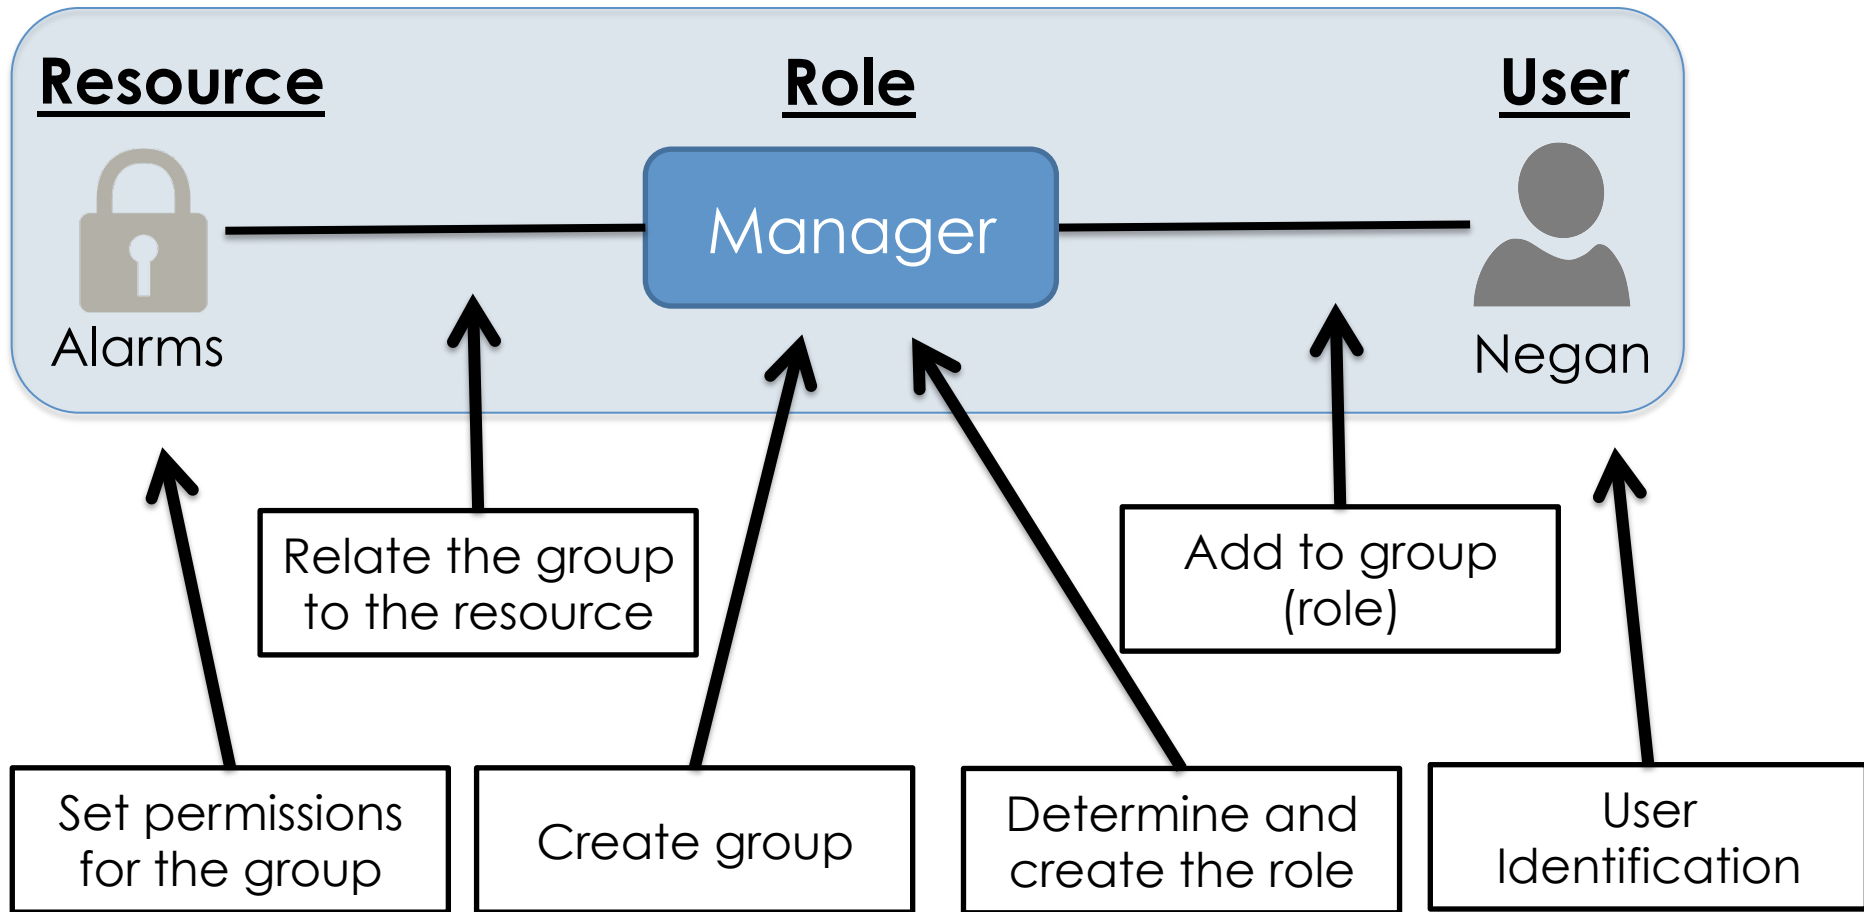 Resource
Role
User
Manager
Alarms
Negan
Relate the group
to the resource
Add to group
(role)
Set permissions
for the group
Create group
Determine and
create the role
User
Identification